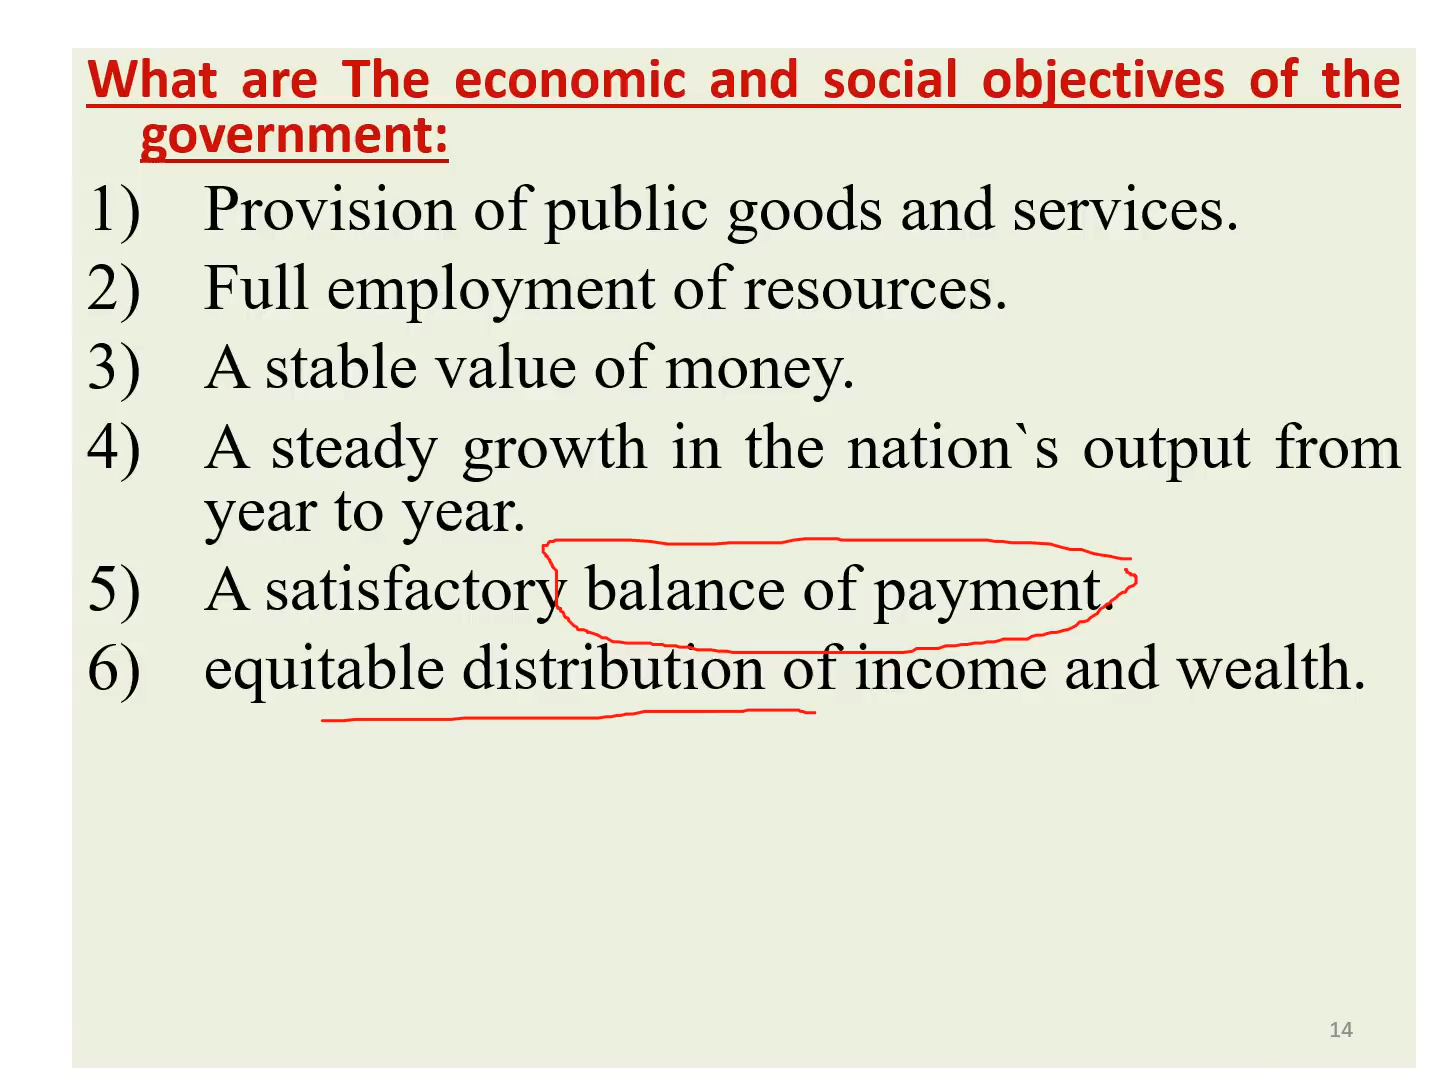 What are The economic and social objectives of the
government:
1) Provision of public goods and services.
2) Full employment of resources.
3) A stable value of money.
4) A steady growth in the nation`s output from
year to year.
5) A satisfactory balance of payment.
6) equitable distribution of income and wealth.
14